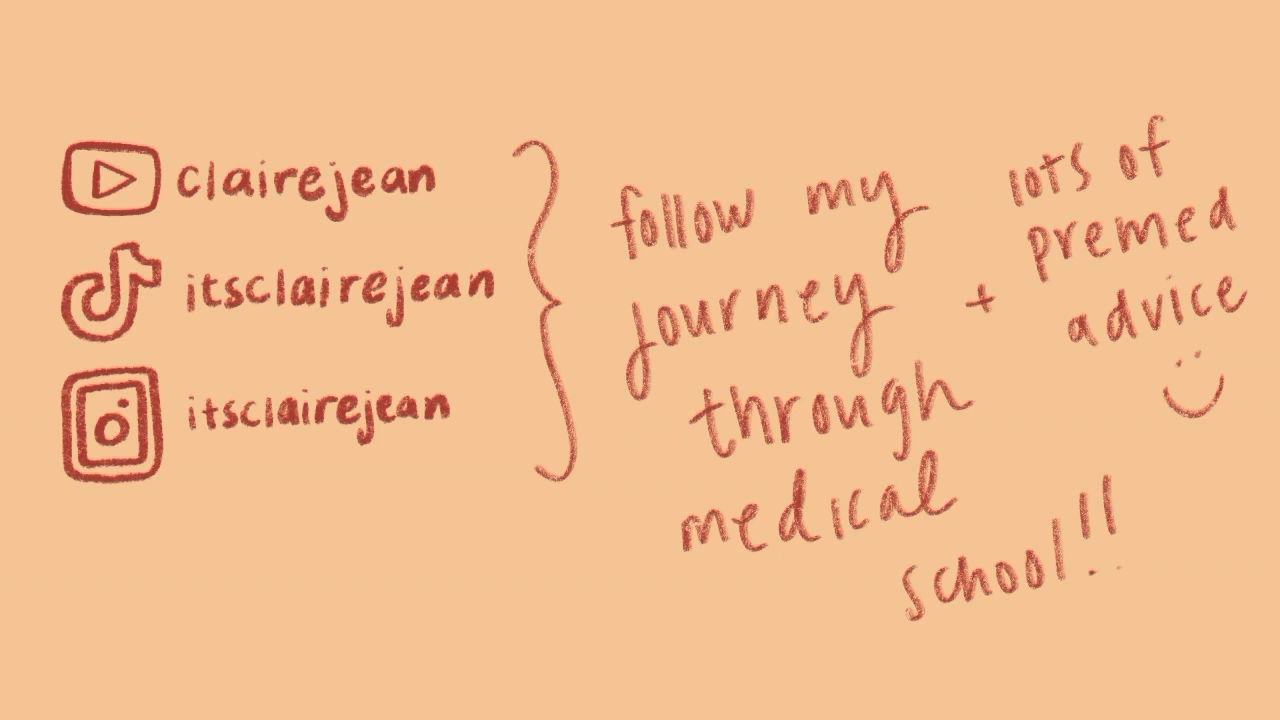 clairejean
itsclairejean
itsclairejean
follow my
journey
through
medical
school!!
+
lots of
premed
advice